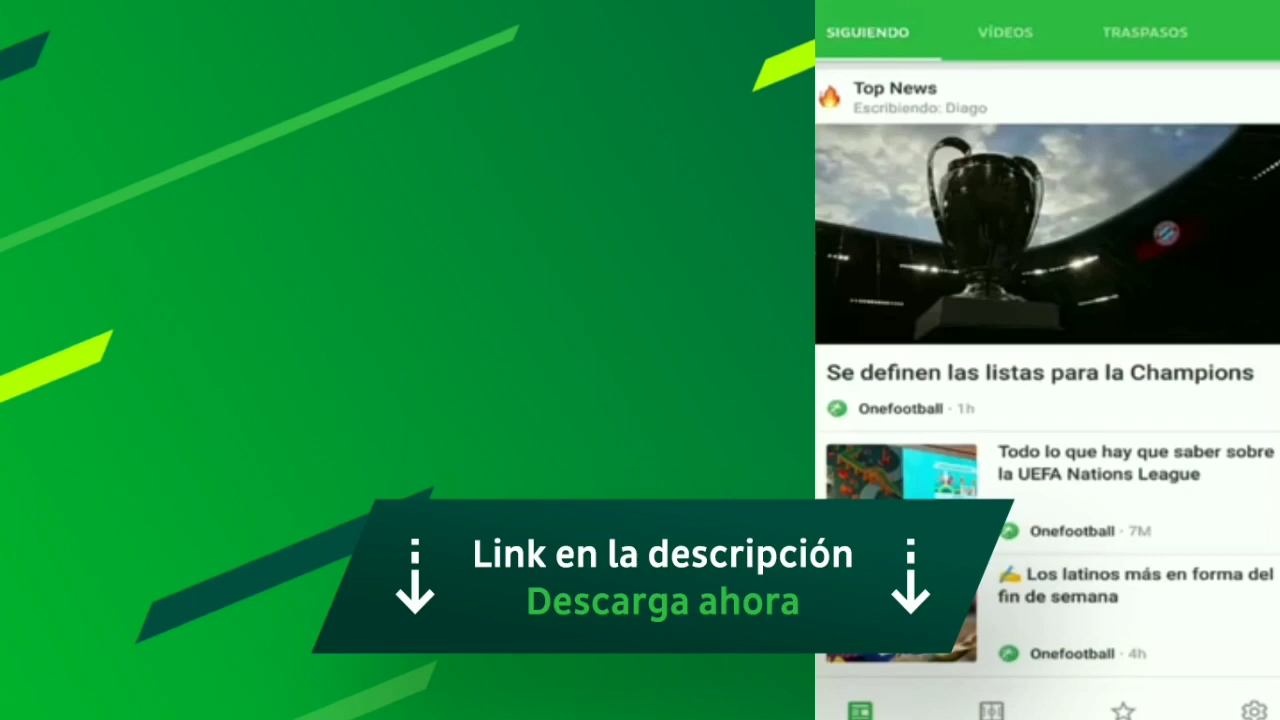 SIGUIENDO
VÍDEOS
TRASPASOS
Top News
Escribiendo: Diago
Se definen las listas para la Champions
Onefootball · 1h
Todo lo que hay que saber sobre
la UEFA Nations League
Onefootball · 7M
✍️ Los latinos más en forma del
fin de semana
Onefootball · 4h
Link en la descripción
Descarga ahora